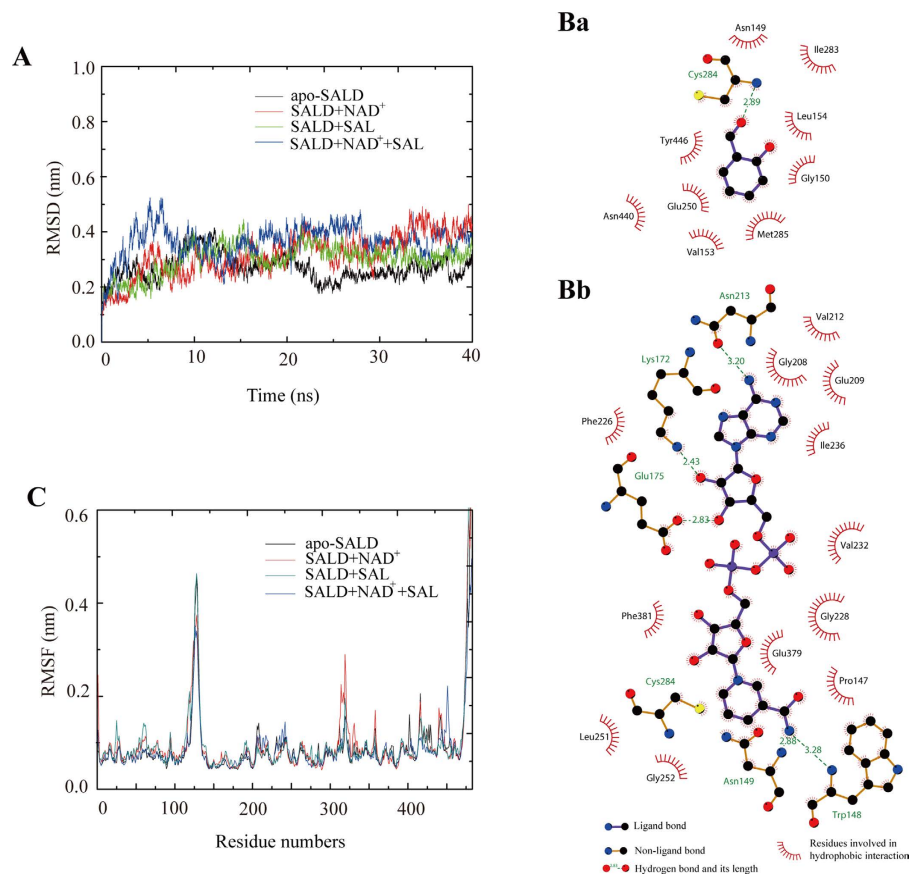 A
1.0
0.8
0.6
0.4
0.2
0.0
RMSD (nm)
apo-SALD
SALD+NAD+
SALD+SAL
SALD+NAD++SAL
0
10
20
30
40
Time (ns)
Ba
Asn149
Ile283
Cys284
2.89
Leu154
Tyr446
Gly150
Glu250
Asn440
Met285
Val153
Bb
Asn213
Val212
3.20
Lys172
Gly208
Glu209
Phe226
Ile236
2.43
Glu175
2.83
Val232
Phe381
Gly228
Glu379
Pro147
Cys284
2.88
3.28
Leu251
Gly252
Asn149
Trp148
Ligand bond
Non-ligand bond
Hydrogen bond and its length
Residues involved in
hydrophobic interaction
C
0.6
0.4
0.2
0
RMSF (nm)
apo-SALD
SALD+NAD+
SALD+SAL
SALD+NAD++SAL
0
100
200
300
400
Residue numbers